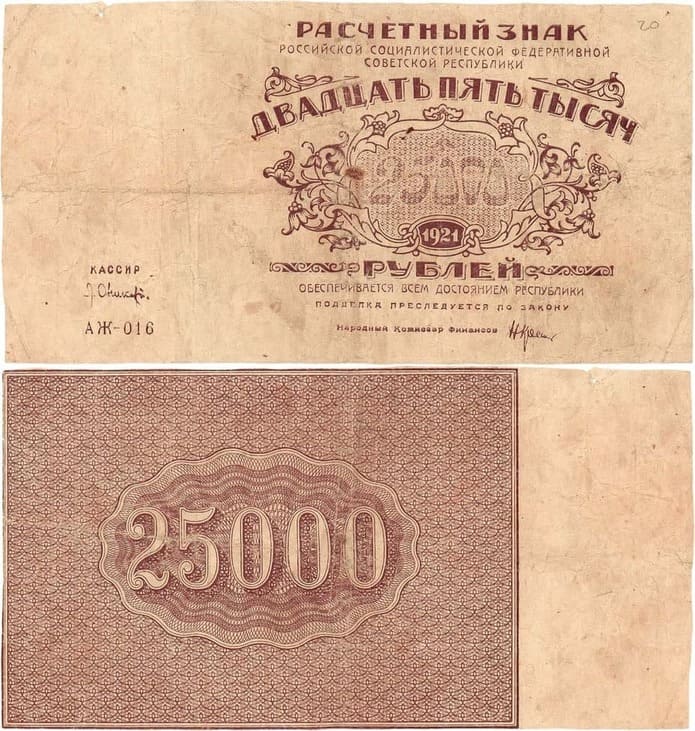 20
РАСЧЕТНЫЙ ЗНАК
РОССИЙСКОЙ СОЦИАЛИСТИЧЕСКОЙ ФЕДЕРАТИВНОЙ
СОВЕТСКОЙ РЕСПУБЛИКИ
ДВАДЦАТЬ ПЯТЬ ТЫСЯЧ
25000
1921
РУБЛЕЙ
ОБЕСПЕЧИВАЕТСЯ ВСЕМ ДОСТОЯНИЕМ РЕСПУБЛИКИ
ПОДДЕЛКА ПРЕСЛЕДУЕТСЯ ПО ЗАКОНУ
Народный Комиссар Финансов
КАССИР
АЖ-016
25000